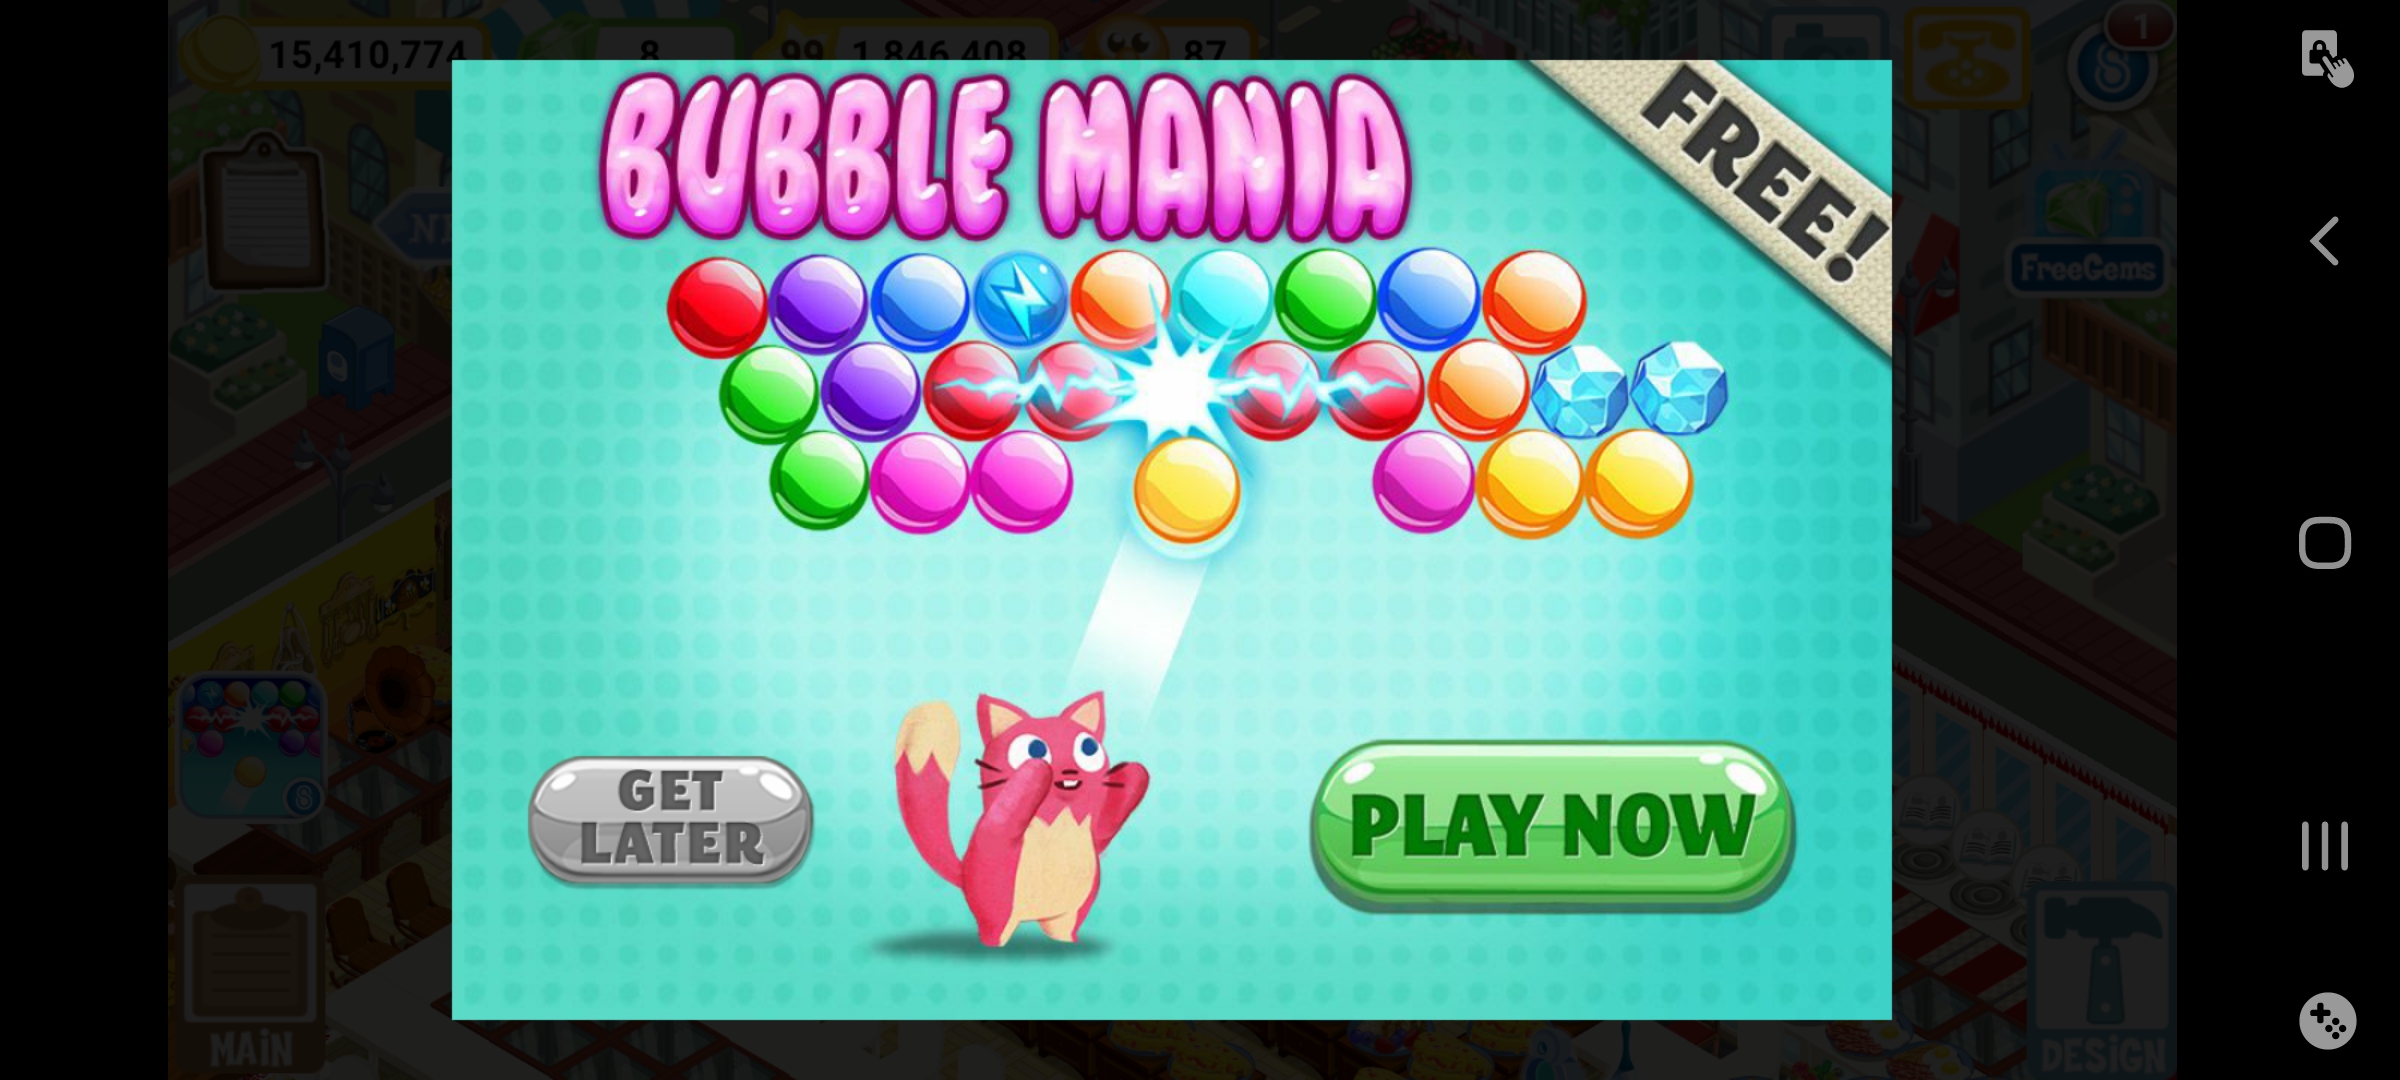 15,410,774
8
99 1,846,408
87
1
BUBBLE MANIA
FREE!
FreeGems
GET
LATER
PLAY NOW
MAIN
DESIGN